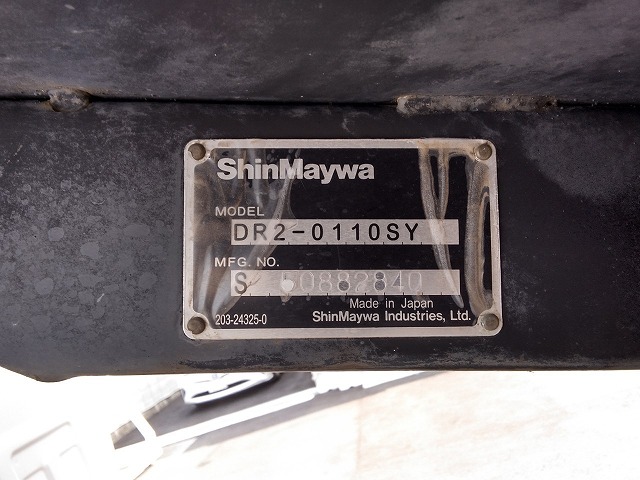 ShinMaywa
MODEL
DR2-0110SY
MFG. NO.
S
Made in Japan
203-24325-0 ShinMaywa Industries, Ltd.